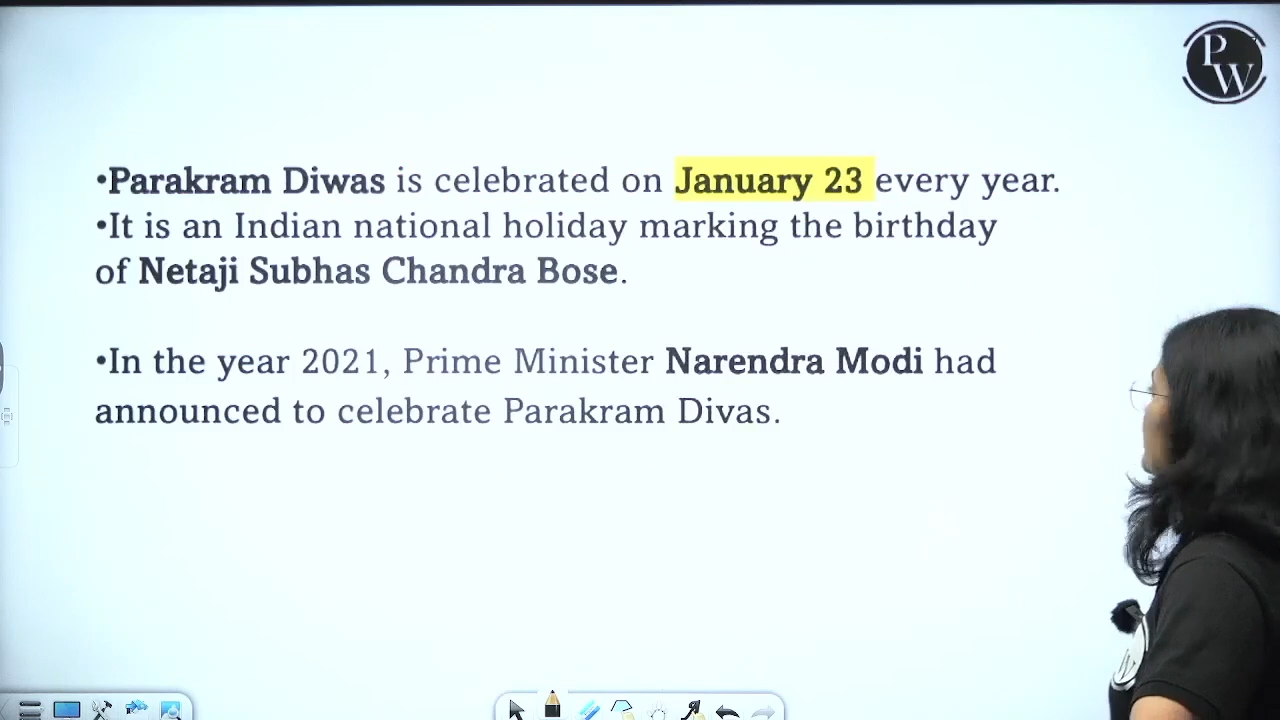 P
W
•Parakram Diwas is celebrated on January 23 every year.
•It is an Indian national holiday marking the birthday
of Netaji Subhas Chandra Bose.
•In the year 2021, Prime Minister Narendra Modi had
announced to celebrate Parakram Divas.